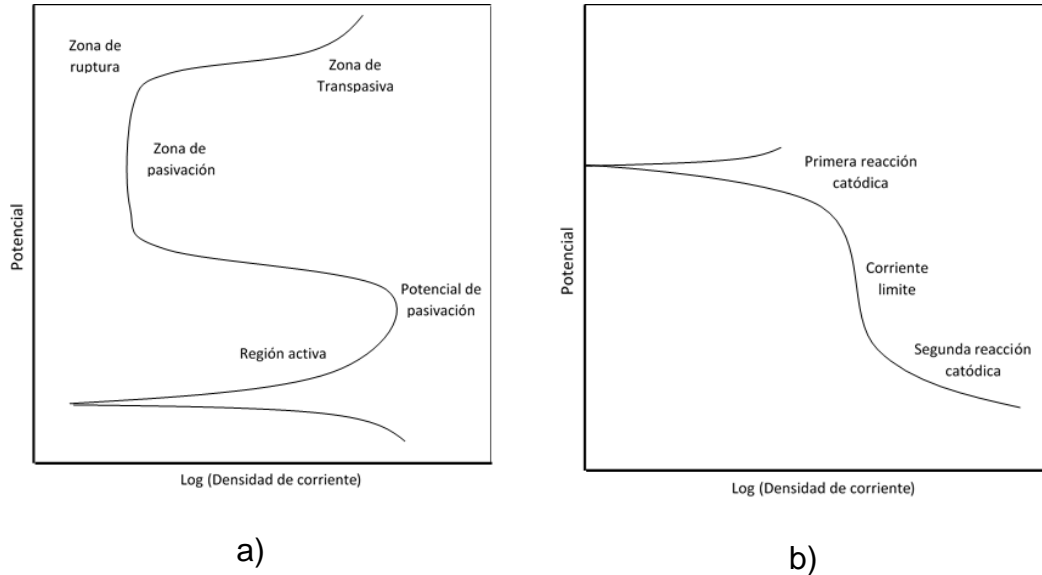 Zona de
ruptura
Zona de
Transpasiva
Zona de
pasivación
Potencial de
pasivación
Región activa
Potencial
Log (Densidad de corriente)
a)
Primera reacción
catódica
Corriente
limite
Segunda reacción
catódica
Potencial
Log (Densidad de corriente)
b)